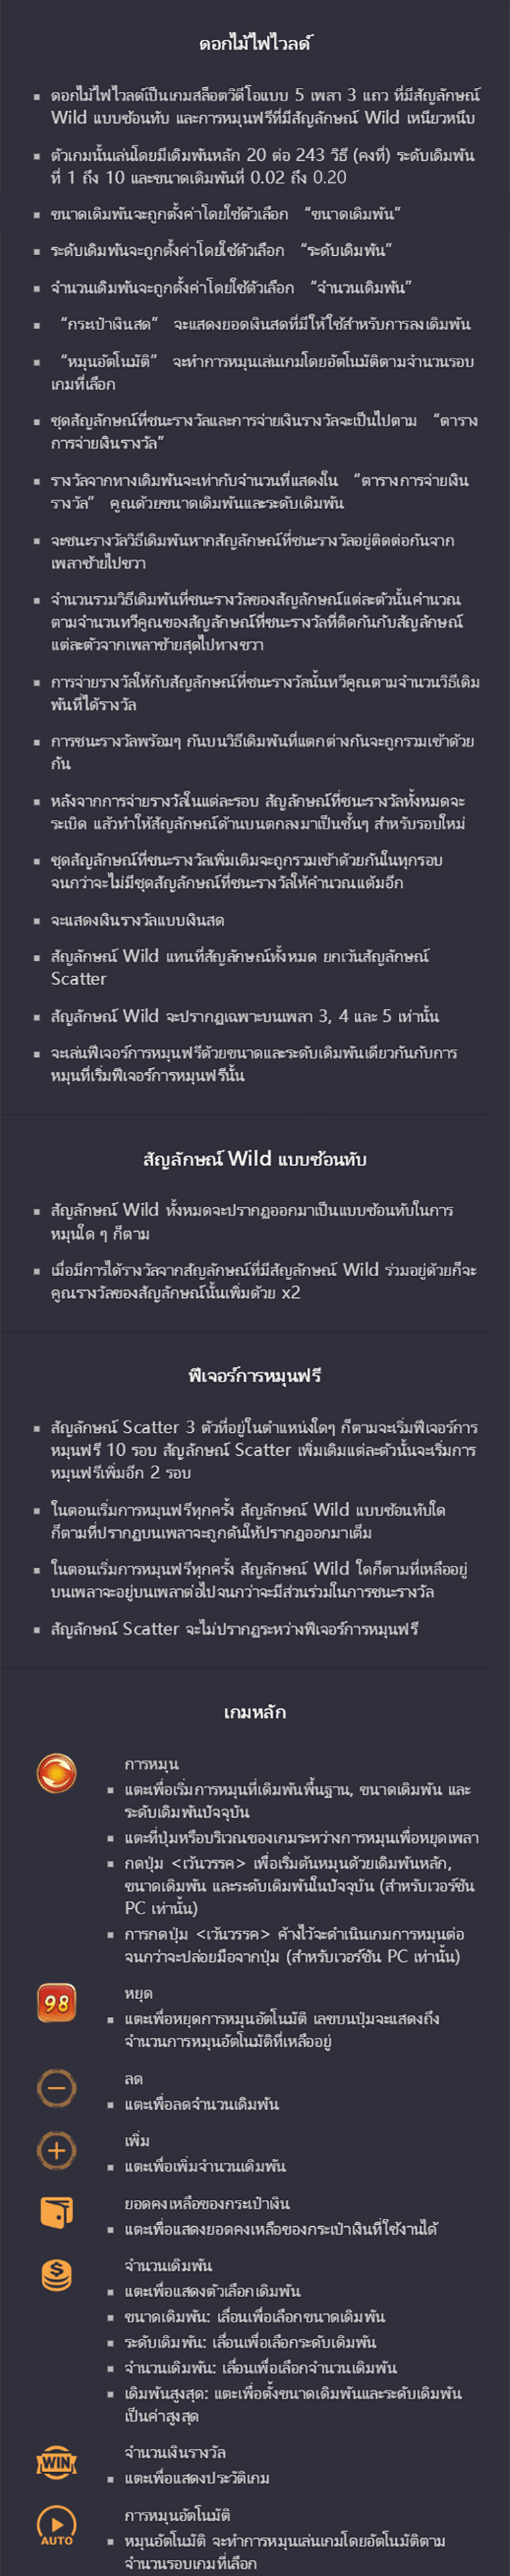 ดอกไม้ไฟไวลด์
▪ ดอกไม้ไฟไวลด์เป็นเกมสล็อตวิดีโอแบบ 5 เพลา 3 แถว ที่มีสัญลักษณ์
Wild แบบซ้อนทับ และการหมุนฟรีที่มีสัญลักษณ์ Wild เหนียวหนึบ
▪ ตัวเกมนั้นเล่นโดยมีเดิมพันหลัก 20 ต่อ 243 วิธี (คงที่) ระดับเดิมพัน
ที่ 1 ถึง 10 และขนาดเดิมพันที่ 0.02 ถึง 0.20
▪ ขนาดเดิมพันจะถูกตั้งค่าโดยใช้ตัวเลือก “ขนาดเดิมพัน”
▪ ระดับเดิมพันจะถูกตั้งค่าโดยใช้ตัวเลือก “ระดับเดิมพัน”
▪ จำนวนเดิมพันจะถูกตั้งค่าโดยใช้ตัวเลือก “จำนวนเดิมพัน”
▪ “กระเป๋าเงินสด” จะแสดงยอดเงินสดที่มีให้ใช้สำหรับการลงเดิมพัน
▪ “หมุนอัตโนมัติ” จะทำการหมุนเล่นเกมโดยอัตโนมัติตามจำนวนรอบ
เกมที่เลือก
▪ ชุดสัญลักษณ์ที่ชนะรางวัลและการจ่ายเงินรางวัลจะเป็นไปตาม “ตาราง
การจ่ายเงินรางวัล”
▪ รางวัลจากทางเดิมพันจะเท่ากับจำนวนที่แสดงใน “ตารางการจ่ายเงิน
รางวัล” คูณด้วยขนาดเดิมพันและระดับเดิมพัน
▪ จะชนะรางวัลวิธีเดิมพันหากสัญลักษณ์ที่ชนะรางวัลอยู่ติดต่อกันจาก
เพลาซ้ายไปขวา
▪ จำนวนรวมวิธีเดิมพันที่ชนะรางวัลของสัญลักษณ์แต่ละตัวนั้นคำนวณ
ตามจำนวนทวีคูณของสัญลักษณ์ที่ชนะรางวัลที่ติดกันกับสัญลักษณ์
แต่ละตัวจากเพลาซ้ายสุดไปทางขวา
▪ การจ่ายรางวัลให้กับสัญลักษณ์ที่ชนะรางวัลนั้นทวีคูณตามจำนวนวิธีเดิม
พันที่ได้รางวัล
▪ การชนะรางวัลพร้อมๆ กันบนวิธีเดิมพันที่แตกต่างกันจะถูกรวมเข้าด้วย
กัน
▪ หลังจากการจ่ายรางวัลในแต่ละรอบ สัญลักษณ์ที่ชนะรางวัลทั้งหมดจะ
ระเบิด แล้วทำให้สัญลักษณ์ด้านบนตกลงมาเป็นชั้นๆ สำหรับรอบใหม่
▪ ชุดสัญลักษณ์ที่ชนะรางวัลเพิ่มเติมจะถูกรวมเข้าด้วยกันในทุกรอบ
จนกว่าจะไม่มีชุดสัญลักษณ์ที่ชนะรางวัลให้คำนวณแต้มอีก
▪ จะแสดงเงินรางวัลแบบเงินสด
▪ สัญลักษณ์ Wild แทนที่สัญลักษณ์ทั้งหมด ยกเว้นสัญลักษณ์
Scatter
▪ สัญลักษณ์ Wild จะปรากฏเฉพาะบนเพลา 3, 4 และ 5 เท่านั้น
▪ จะเล่นฟีเจอร์การหมุนฟรีด้วยขนาดและระดับเดิมพันเดียวกันกับการ
หมุนที่เริ่มฟีเจอร์การหมุนฟรีนั้น
สัญลักษณ์ Wild แบบซ้อนทับ
▪ สัญลักษณ์ Wild ทั้งหมดจะปรากฏออกมาเป็นแบบซ้อนทับในการ
หมุนใด ๆ ก็ตาม
▪ เมื่อมีการได้รางวัลจากสัญลักษณ์ที่มีสัญลักษณ์ Wild ร่วมอยู่ด้วยก็จะ
คูณรางวัลของสัญลักษณ์นั้นเพิ่มด้วย x2
ฟีเจอร์การหมุนฟรี
▪ สัญลักษณ์ Scatter 3 ตัวที่อยู่ในตำแหน่งใดๆ ก็ตามจะเริ่มฟีเจอร์การ
หมุนฟรี 10 รอบ สัญลักษณ์ Scatter เพิ่มเติมแต่ละตัวนั้นจะเริ่มการ
หมุนฟรีเพิ่มอีก 2 รอบ
▪ ในตอนเริ่มการหมุนฟรีทุกครั้ง สัญลักษณ์ Wild แบบซ้อนทับใด
ก็ตามที่ปรากฏบนเพลาจะถูกดันให้ปรากฏออกมาเต็ม
▪ ในตอนเริ่มการหมุนฟรีทุกครั้ง สัญลักษณ์ Wild ใดก็ตามที่เหลืออยู่
บนเพลาจะอยู่บนเพลาต่อไปจนกว่าจะมีส่วนร่วมในการชนะรางวัล
▪ สัญลักษณ์ Scatter จะไม่ปรากฏระหว่างฟีเจอร์การหมุนฟรี
เกมหลัก
การหมุน
▪ แตะเพื่อเริ่มการหมุนที่เดิมพันพื้นฐาน, ขนาดเดิมพัน และ
ระดับเดิมพันปัจจุบัน
▪ แตะที่ปุ่มหรือบริเวณของเกมระหว่างการหมุนเพื่อหยุดเพลา
▪ กดปุ่ม <เว้นวรรค> เพื่อเริ่มต้นหมุนด้วยเดิมพันหลัก,
ขนาดเดิมพัน และระดับเดิมพันในปัจจุบัน (สำหรับเวอร์ชัน
PC เท่านั้น)
▪ การกดปุ่ม <เว้นวรรค> ค้างไว้จะดำเนินเกมการหมุนต่อ
จนกว่าจะปล่อยมือจากปุ่ม (สำหรับเวอร์ชัน PC เท่านั้น)
98
หยุด
▪ แตะเพื่อหยุดการหมุนอัตโนมัติ เลขบนปุ่มจะแสดงถึง
จำนวนการหมุนอัตโนมัติที่เหลืออยู่
ลด
▪ แตะเพื่อลดจำนวนเดิมพัน
เพิ่ม
▪ แตะเพื่อเพิ่มจำนวนเดิมพัน
ยอดคงเหลือของกระเป๋าเงิน
▪ แตะเพื่อแสดงยอดคงเหลือของกระเป๋าเงินที่ใช้งานได้
จำนวนเดิมพัน
▪ แตะเพื่อแสดงตัวเลือกเดิมพัน
▪ ขนาดเดิมพัน: เลื่อนเพื่อเลือกขนาดเดิมพัน
▪ ระดับเดิมพัน: เลื่อนเพื่อเลือกระดับเดิมพัน
▪ จำนวนเดิมพัน: เลื่อนเพื่อเลือกจำนวนเดิมพัน
▪ เดิมพันสูงสุด: แตะเพื่อตั้งขนาดเดิมพันและระดับเดิมพัน
เป็นค่าสูงสุด
WIN
จำนวนเงินรางวัล
▪ แตะเพื่อแสดงประวัติเกม
AUTO
การหมุนอัตโนมัติ
▪ หมุนอัตโนมัติ จะทำการหมุนเล่นเกมโดยอัตโนมัติตาม
จำนวนรอบเกมที่เลือก